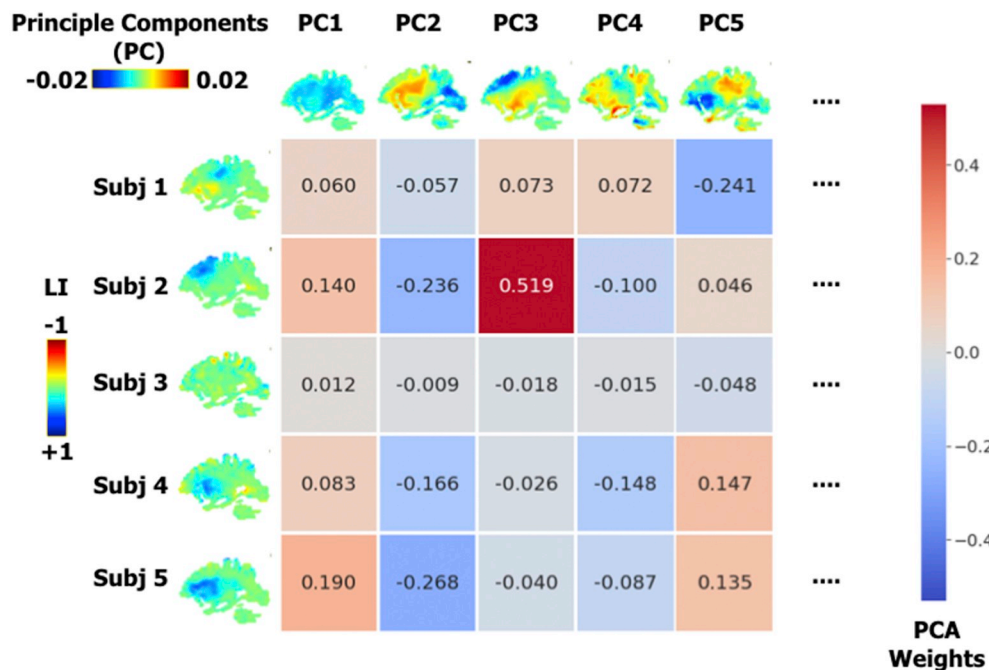 Principle Components
(PC)
-0.02 0.02
PC1 PC2 PC3 PC4 PC5
....
Subj 1 0.060 -0.057 0.073 0.072 -0.241 ....
Subj 2 0.140 -0.236 0.519 -0.100 0.046 ....
Subj 3 0.012 -0.009 -0.018 -0.015 -0.048 ....
Subj 4 0.083 -0.166 -0.026 -0.148 0.147 ....
Subj 5 0.190 -0.268 -0.040 -0.087 0.135 ....
LI
-1
+1
0.4
0.2
0.0
-0.2
-0.4
PCA
Weights